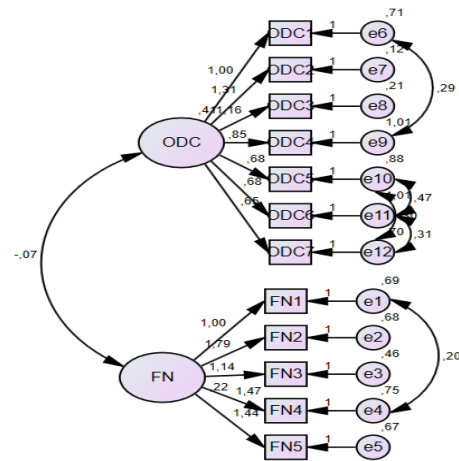 ,71
ODC1 1 e6
1,00 ,12
ODC2 1 e7
1,31 ,21 ,29
,41 1,16 ODC3 1 e8
1,01
ODC ,85 ODC4 1 e9
,68 ,88
ODC5 1 e10
,68 1,01 ,47
ODC6 1 e11
,65 ,70 ,31
ODC7 1 e12
-,07
,69
FN1 1 e1
1,00 ,68
FN2 1 e2
1,79 ,46
FN 1,14 FN3 1 e3 ,20
,22 1,47 ,75
FN4 1 e4
1,44 ,67
FN5 1 e5